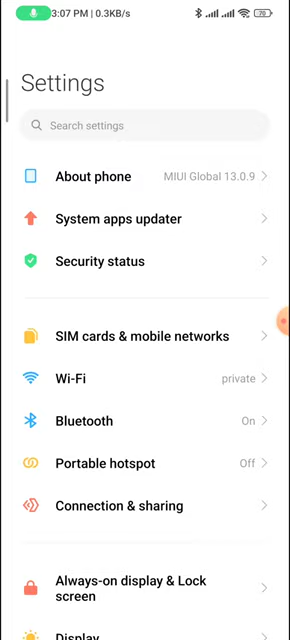 3:07 PM | 0.3KB/s
70
Settings
Search settings
About phone MIUI Global 13.0.9
System apps updater
Security status
SIM cards & mobile networks
Wi-Fi private
Bluetooth On
Portable hotspot Off
Connection & sharing
Always-on display & Lock
screen
Display